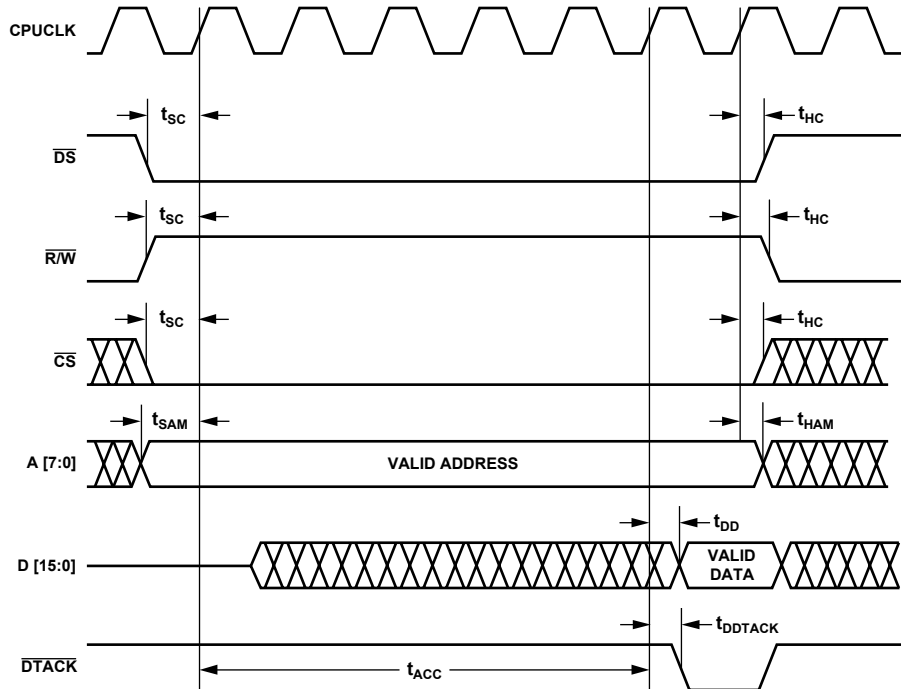 CPUCLK
tSC
tHC
DS
tSC
tHC
R/W
tSC
tHC
CS
tSAM
tHAM
A [7:0]
VALID ADDRESS
tDD
D [15:0]
VALID
DATA
tDDTACK
DTACK
tACC